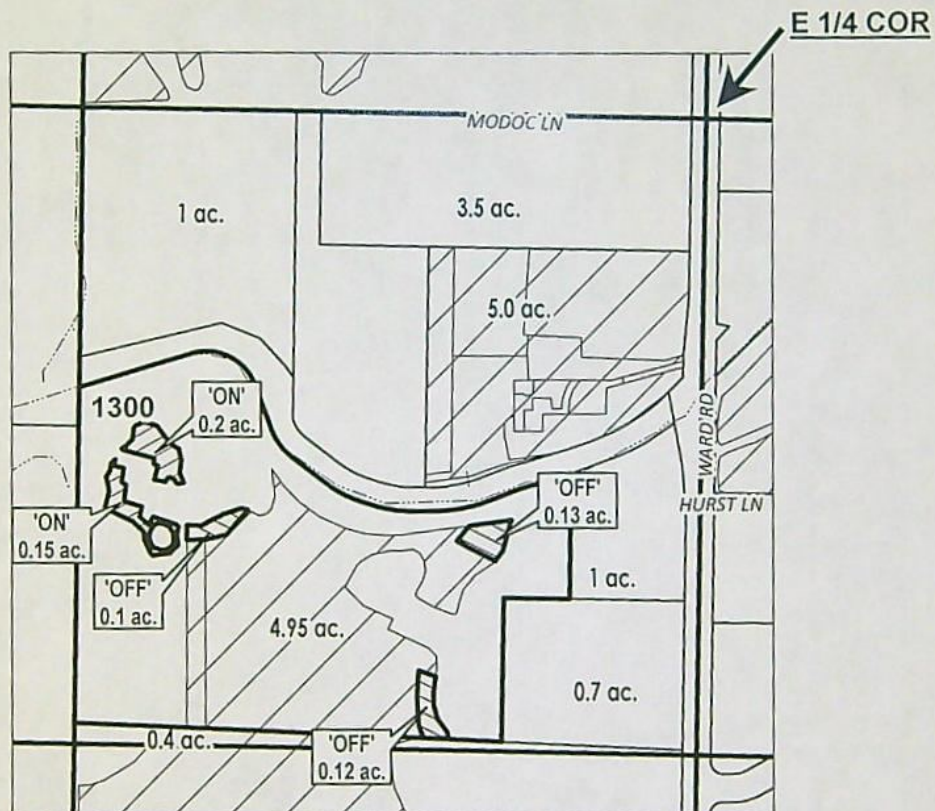 E 1/4 COR
MODOC LN
1 ac.
3.5 ac.
5.0 ac.
1300
'ON'
0.2 ac.
WARD RD
'OFF'
0.13 ac.
HURST LN
'ON'
0.15 ac.
'OFF'
0.1 ac.
1 ac.
4.95 ac.
0.7 ac.
0.4 ac.
'OFF'
0.12 ac.